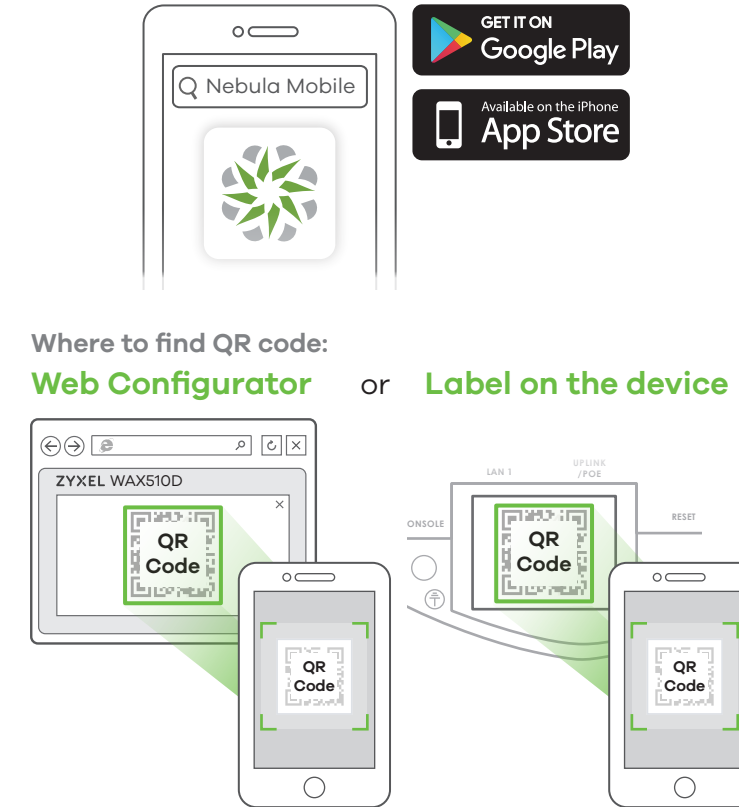 Nebula Mobile
GET IT ON
Google Play
Available on the iPhone
App Store
Where to find QR code:
Web Configurator or Label on the device
ZYXEL WAX510D
QR
Code
QR
Code
LAN 1
UPLINK
/POE
ONSOLE
RESET
QR
Code
QR
Code